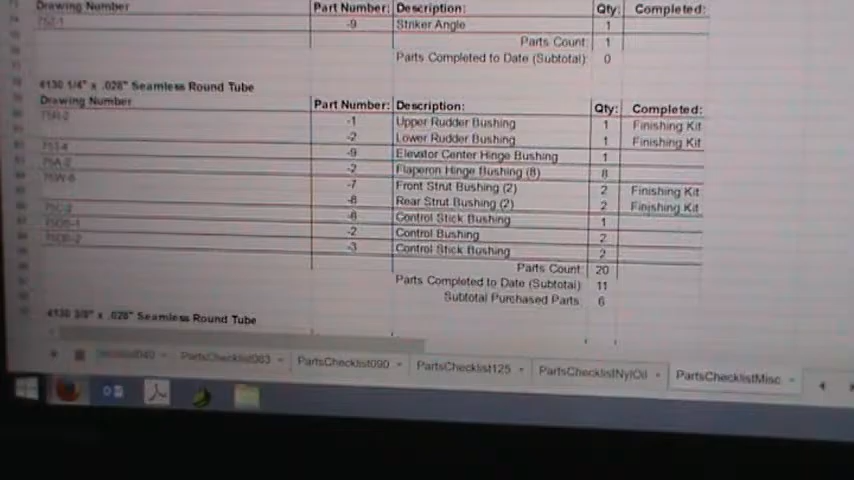 Drawing Number Part Number: Description: Qty: Completed:
-9 Striker Angle 1
Parts Count: 1
Parts Completed to Date (Subtotal): 0
4130 1/4" x .028" Seamless Round Tube
Drawing Number Part Number: Description: Qty: Completed:
-1 Upper Rudder Bushing 1 Finishing Kit
-2 Lower Rudder Bushing 1 Finishing Kit
-9 Elevator Center Hinge Bushing 1
-2 Flaperon Hinge Bushing (8) 8
-7 Front Strut Bushing (2) 2 Finishing Kit
-8 Rear Strut Bushing (2) 2 Finishing Kit
-6 Control Stick Bushing 1
-2 Control Bushing 2
-3 Control Stick Bushing 2
Parts Count: 20
Parts Completed to Date (Subtotal) 11
Subtotal Purchased Parts: 6
4130 3/8" x .028" Seamless Round Tube
PartsChecklist063 PartsChecklist090 PartsChecklist125 PartsChecklistNylOil PartsChecklistMisc